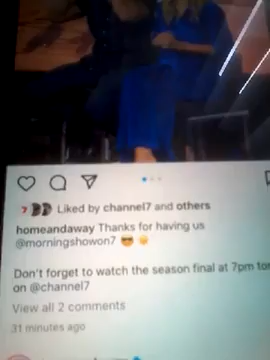 Liked by channel7 and others
homeandaway Thanks for having us
@morningshowon7
Don't forget to watch the season final at 7pm
on @channel7
View all 2 comments
31 minutes ago